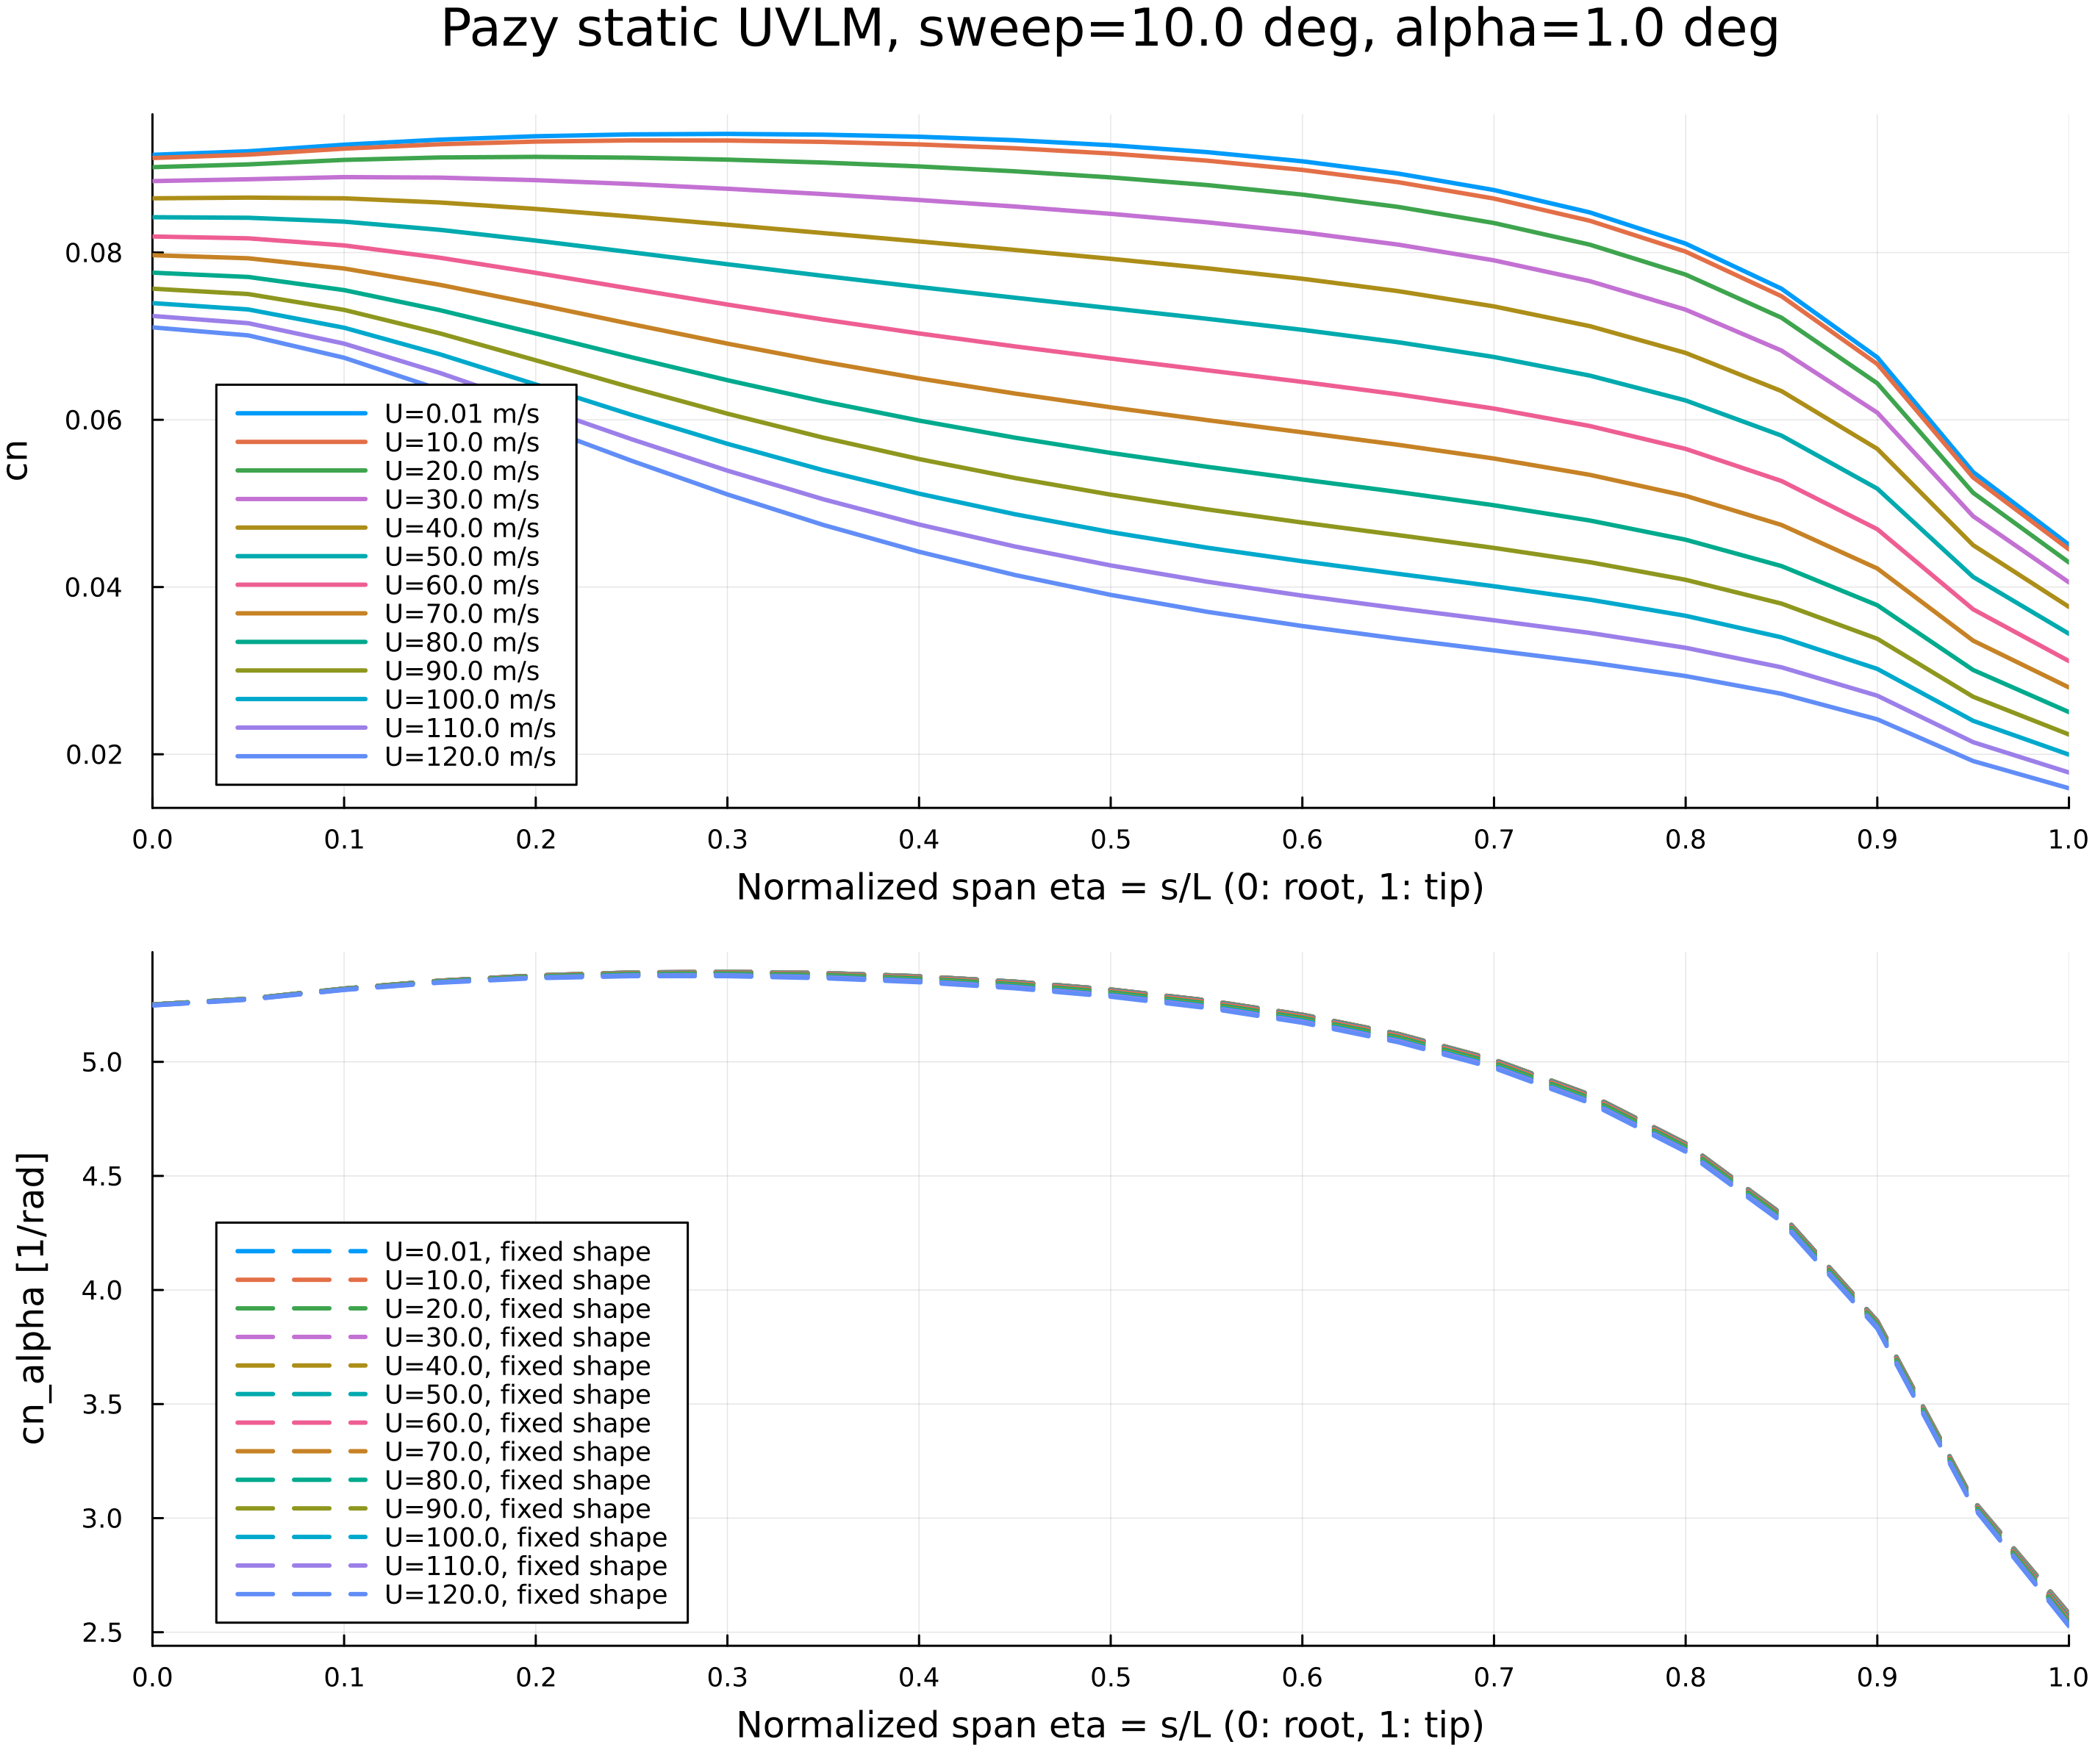 Pazy static UVLM, sweep=10.0 deg, alpha=1.0 deg
cn
0.08
0.06
0.04
0.02
U=0.01 m/s
U=10.0 m/s
U=20.0 m/s
U=30.0 m/s
U=40.0 m/s
U=50.0 m/s
U=60.0 m/s
U=70.0 m/s
U=80.0 m/s
U=90.0 m/s
U=100.0 m/s
U=110.0 m/s
U=120.0 m/s
0.0 0.1 0.2 0.3 0.4 0.5 0.6 0.7 0.8 0.9 1.0
Normalized span eta = s/L (0: root, 1: tip)
cn_alpha [1/rad]
5.0
4.5
4.0
3.5
3.0
2.5
U=0.01, fixed shape
U=10.0, fixed shape
U=20.0, fixed shape
U=30.0, fixed shape
U=40.0, fixed shape
U=50.0, fixed shape
U=60.0, fixed shape
U=70.0, fixed shape
U=80.0, fixed shape
U=90.0, fixed shape
U=100.0, fixed shape
U=110.0, fixed shape
U=120.0, fixed shape
0.0 0.1 0.2 0.3 0.4 0.5 0.6 0.7 0.8 0.9 1.0
Normalized span eta = s/L (0: root, 1: tip)